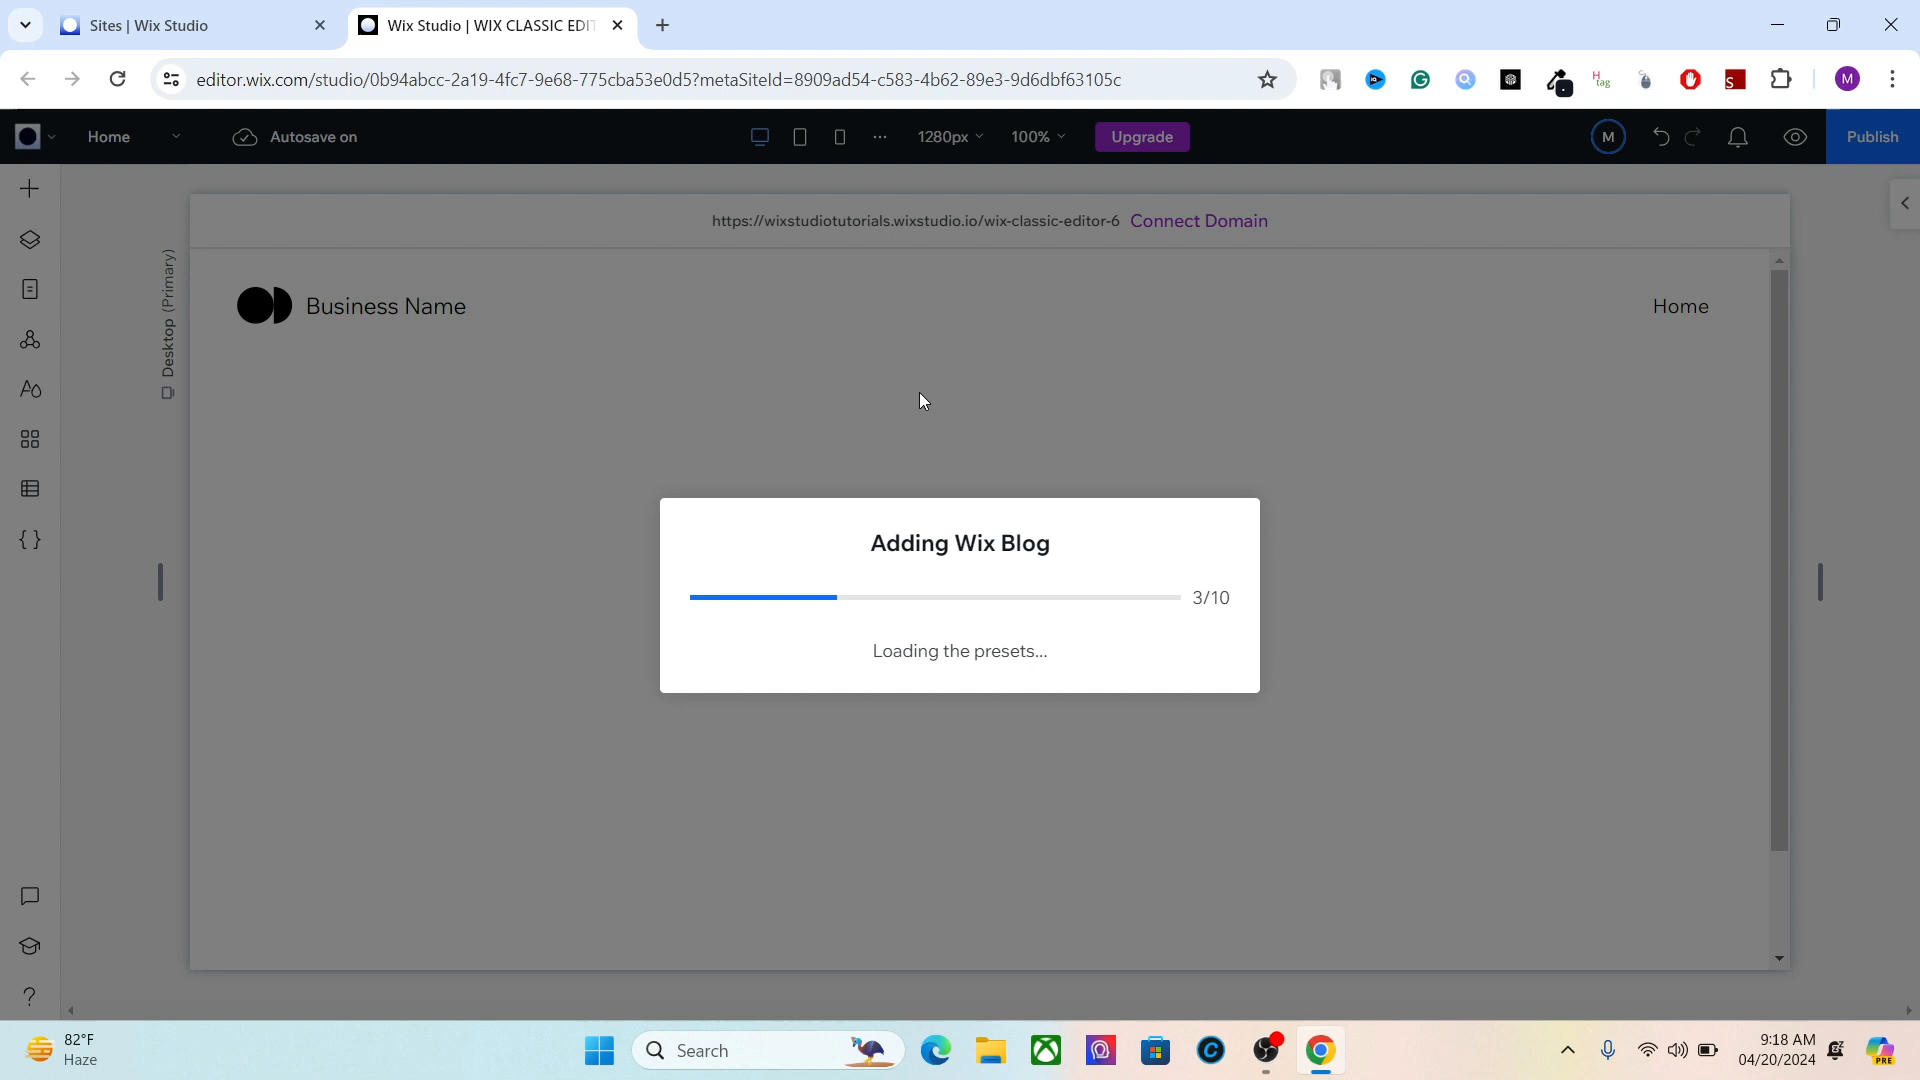 Sites | Wix Studio
Wix Studio | WIX CLASSIC EDIT
editor.wix.com/studio/0b94abcc-2a19-4fc7-9e68-775cba53e0d5?metaSiteId=8909ad54-c583-4b62-89e3-9d6dbf63105c
H tag
S
M
Home
Autosave on
1280px
100%
Upgrade
M
Publish
https://wixstudiotutorials.wixstudio.io/wix-classic-editor-6 Connect Domain
Desktop (Primary)
Business Name
Home
Adding Wix Blog
3/10
Loading the presets...
82°F
Haze
Search
9:18 AM
04/20/2024
PRE